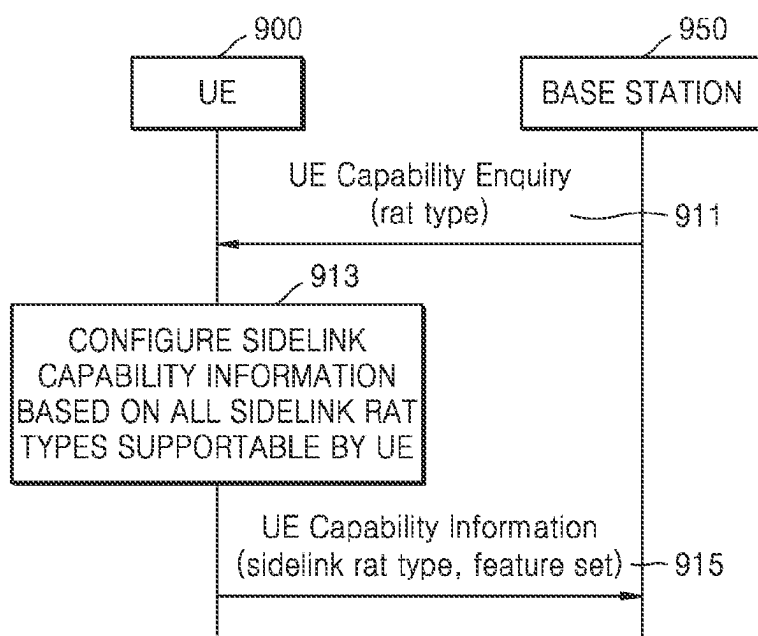 900
950
UE
BASE STATION
UE Capability Enquiry
(rat type)
911
913
CONFIGURE SIDELINK
CAPABILITY INFORMATION
BASED ON ALL SIDELINK RAT
TYPES SUPPORTABLE BY UE
UE Capability Information
(sidelink rat type, feature set)
915